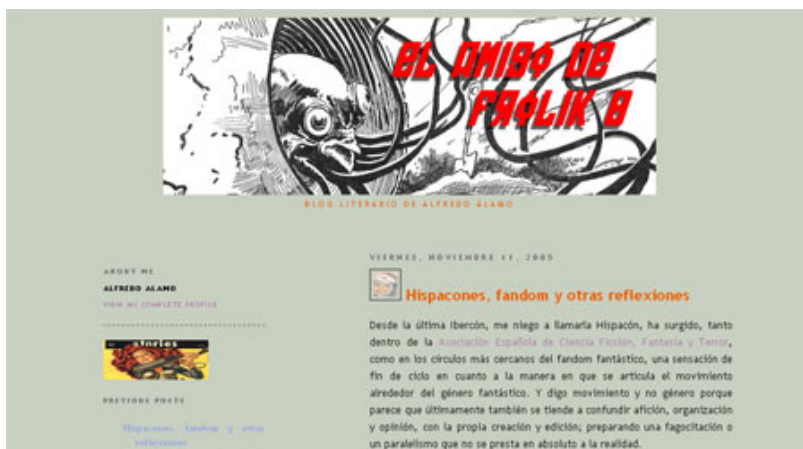 EL AMIGO DE
FROLIK 8
BLOG LITERARIO DE ALFREDO ÁLAMO
ABOUT ME
ALFREDO ALAMO
VIEW MY COMPLETE PROFILE
stories
PREVIOUS POSTS
Hispacones, fandom y otras
reflexiones
VIERNES, NOVIEMBRE 11, 2005
Hispacones, fandom y otras reflexiones
Desde la última Ibercón, me niego a llamarla Hispacón, ha surgido, tanto
dentro de la Asociación Española de Ciencia Ficción, Fantasía y Terror,
como en los círculos más cercanos del fandom fantástico, una sensación de
fin de ciclo en cuanto a la manera en que se articula el movimiento
alrededor del género fantástico. Y digo movimiento y no género porque
parece que últimamente también se tiende a confundir afición, organización
y opinión, con la propia creación y edición; preparando una fagocitación o
un paralelismo que no se presta en absoluto a la realidad.